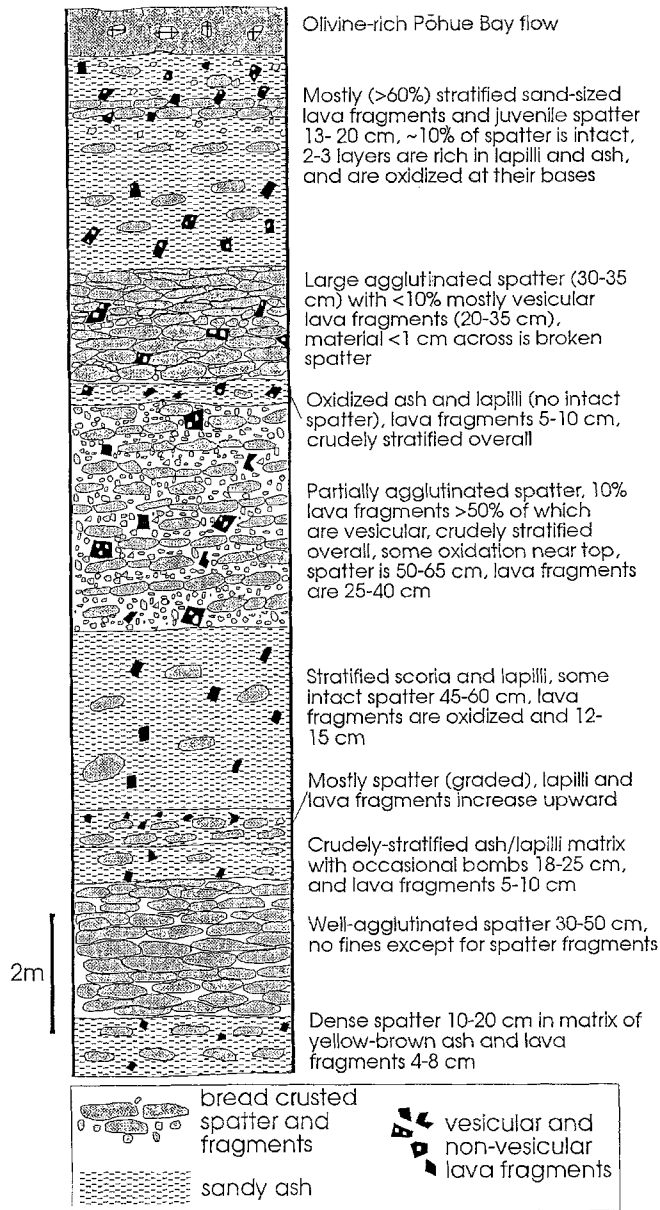 Olivine-rich Pōhue Bay flow
Mostly (>60%) stratified sand-sized
lava fragments and juvenile spatter
13- 20 cm, ~10% of spatter is intact,
2-3 layers are rich in lapilli and ash,
and are oxidized at their bases
Large agglutinated spatter (30-35
cm) with <10% mostly vesicular
lava fragments (20-35 cm),
material <1 cm across is broken
spatter
Oxidized ash and lapilli (no intact
spatter), lava fragments 5-10 cm,
crudely stratified overall
Partially agglutinated spatter, 10%
lava fragments >50% of which
are vesicular, crudely stratified
overall, some oxidation near top,
spatter is 50-65 cm, lava fragments
are 25-40 cm
Stratified scoria and lapilli, some
intact spatter 45-60 cm, lava
fragments are oxidized and 12-
15 cm
Mostly spatter (graded), lapilli and
lava fragments increase upward
Crudely-stratified ash/lapilli matrix
with occasional bombs 18-25 cm,
and lava fragments 5-10 cm
Well-agglutinated spatter 30-50 cm,
no fines except for spatter fragments
2m
Dense spatter 10-20 cm in matrix of
yellow-brown ash and lava
fragments 4-8 cm
bread crusted
spatter and
fragments
sandy ash
vesicular and
non-vesicular
lava fragments